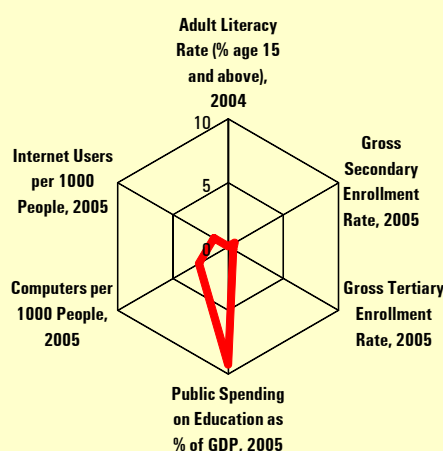 Adult Literacy
Rate (% age 15
and above),
2004
10
5
0
Gross
Secondary
Enrollment
Rate, 2005
Gross Tertiary
Enrollment
Rate, 2005
Public Spending
on Education as
% of GDP, 2005
Computers per
1000 People,
2005
Internet Users
per 1000
People, 2005